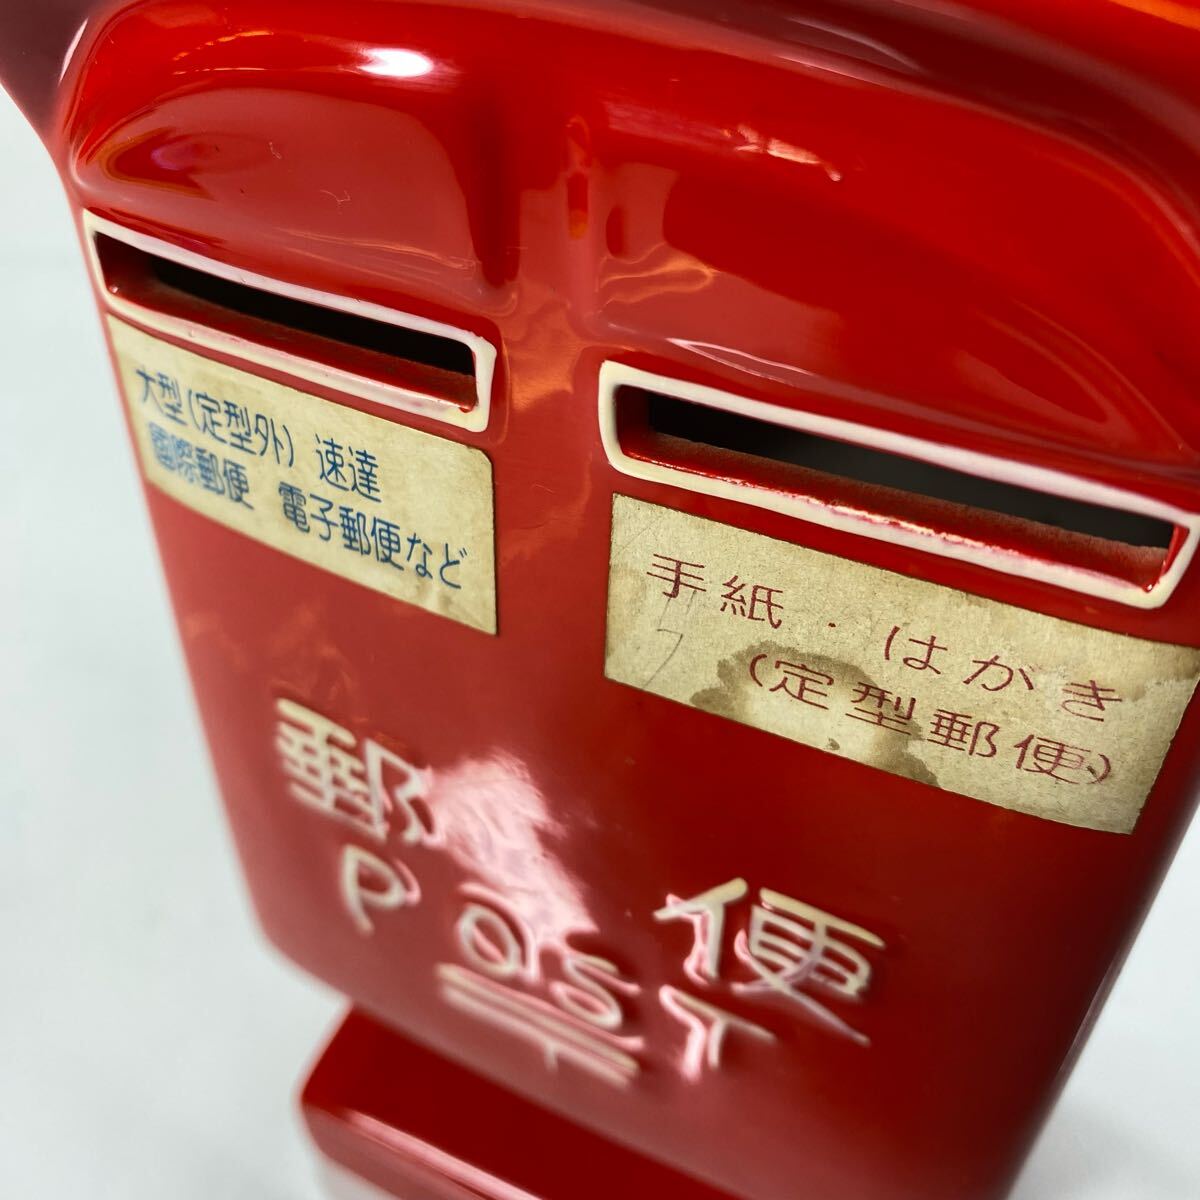 大型(定型外) 速達
國際郵便 電子郵便など
手紙・はがき
(定型郵便)
郵便
POST